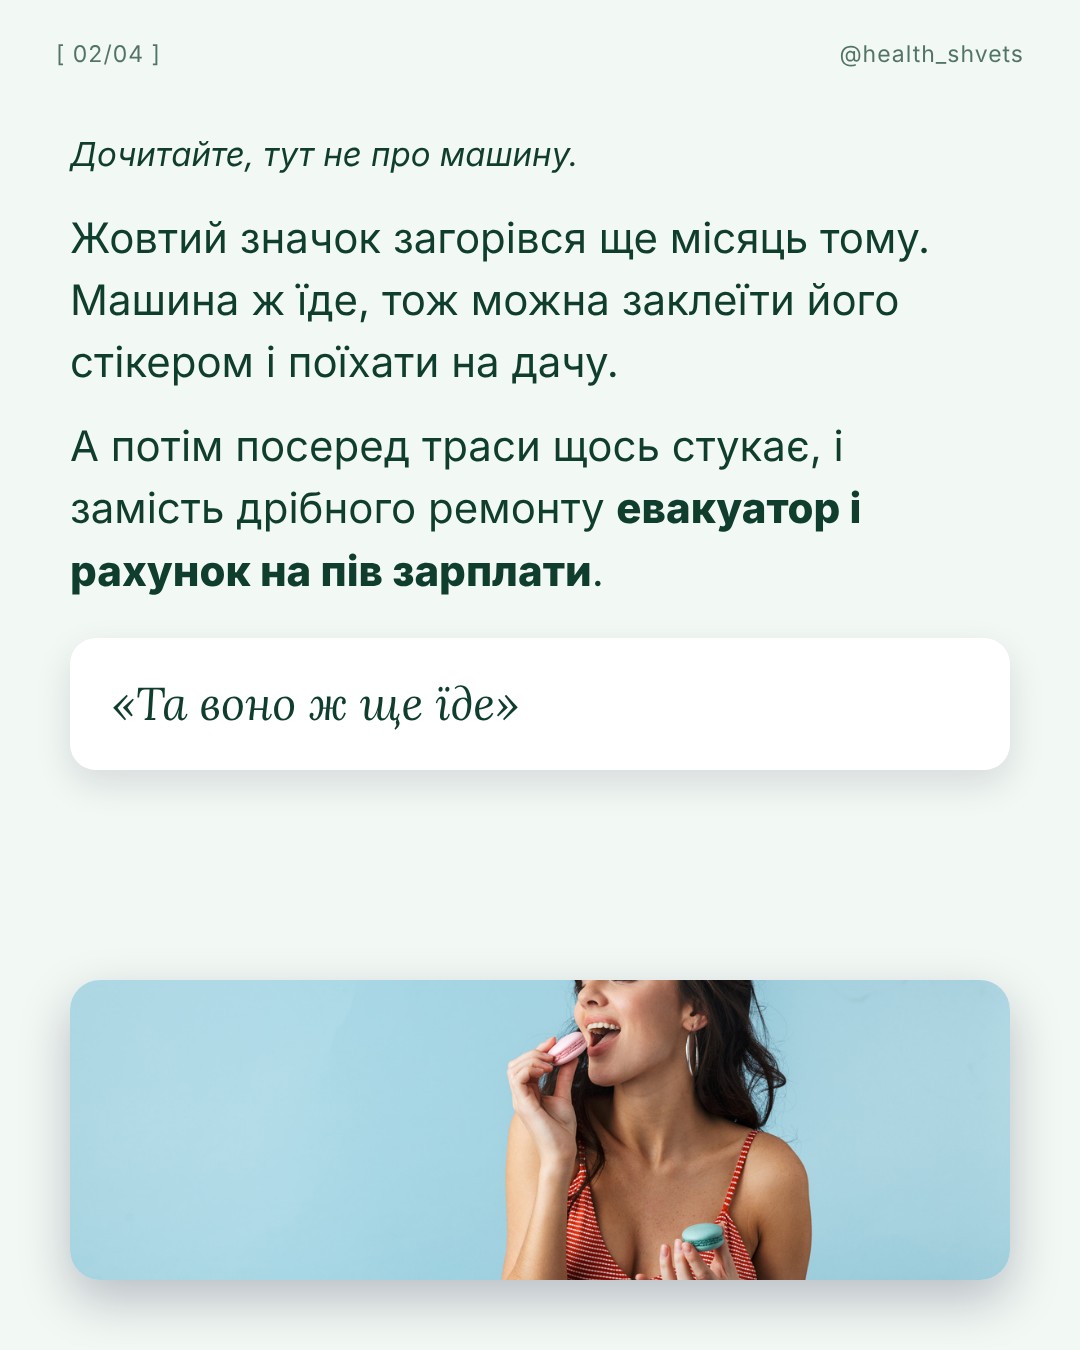 [ 02/04 ]
@health_shvets
Дочитайте, тут не про машину.
Жовтий значок загорівся ще місяць тому.
Машина ж їде, тож можна заклеїти його
стікером і поїхати на дачу.
А потім посеред траси щось стукає, і
замість дрібного ремонту евакуатор і
рахунок на пів зарплати.
«Та воно ж ще їде»